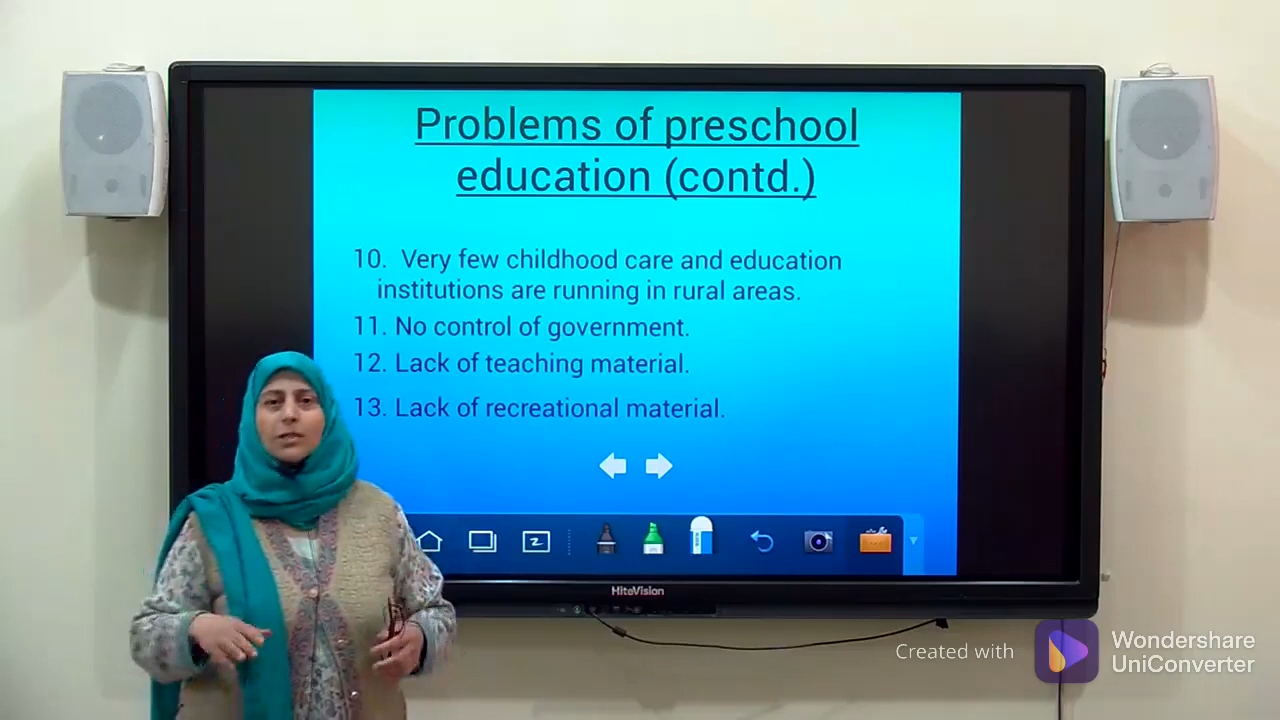 Problems of preschool
education (contd.)
10. Very few childhood care and education
institutions are running in rural areas.
11. No control of government.
12. Lack of teaching material.
13. Lack of recreational material.
HiteVision
Created with
Wondershare
UniConverter